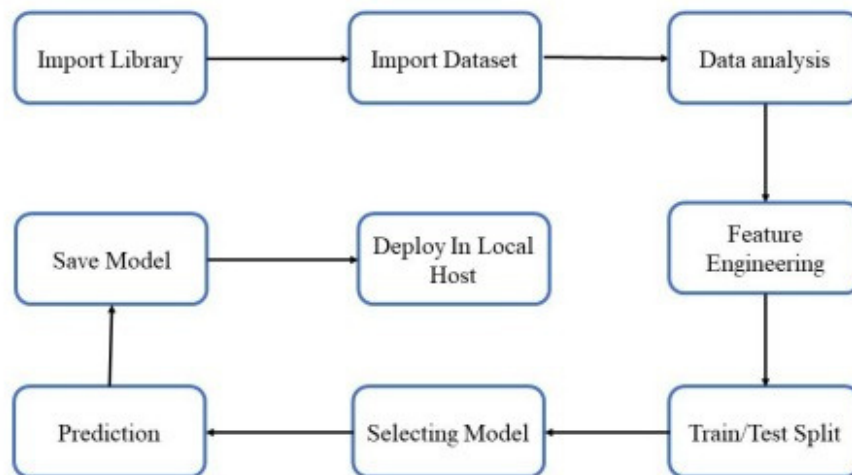 Import Library
Import Dataset
Data analysis
Feature
Engineering
Train/Test Split
Selecting Model
Prediction
Save Model
Deploy In Local
Host